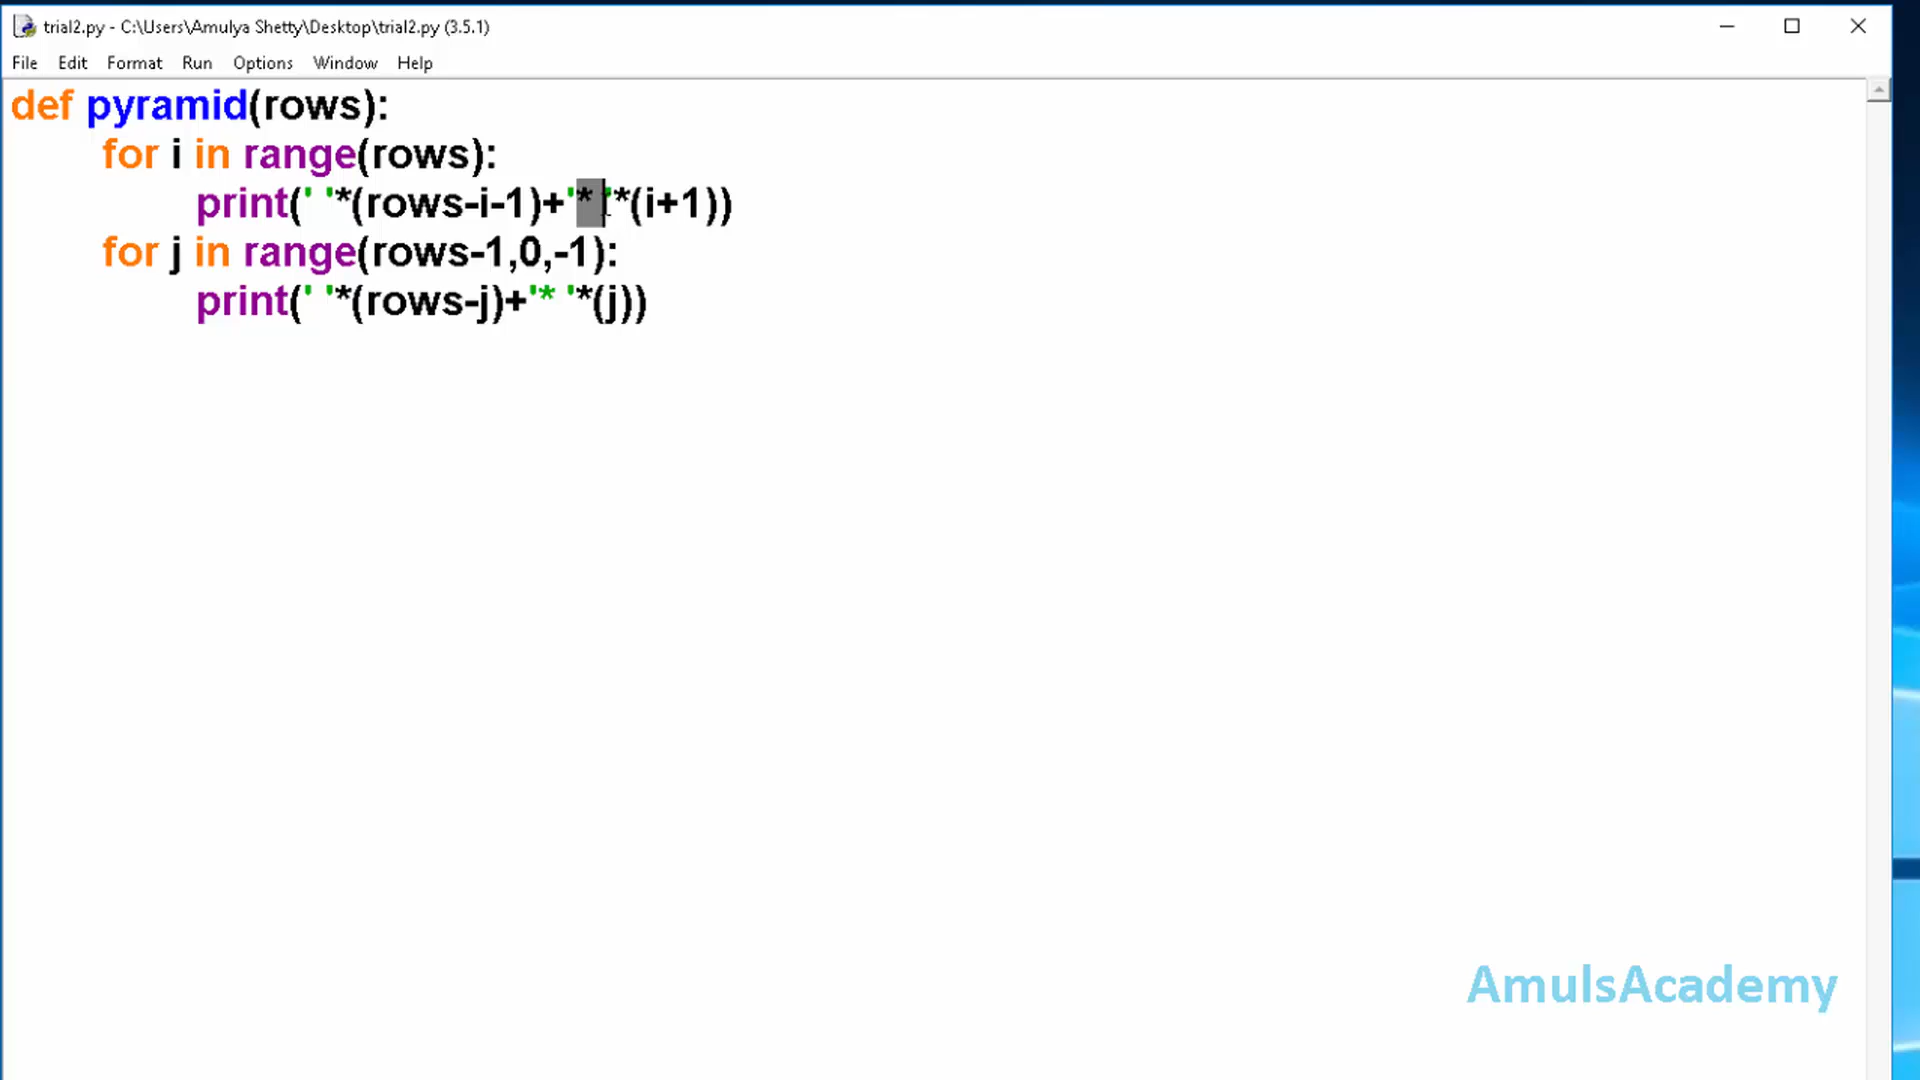 trial2.py - C:\Users\Amulya Shetty\Desktop\trial2.py (3.5.1)
File Edit Format Run Options Window Help
def pyramid(rows):
    for i in range(rows):
        print(' '*(rows-i-1)+'* '*(i+1))
    for j in range(rows-1,0,-1):
        print(' '*(rows-j)+'* '*(j))
AmulsAcademy